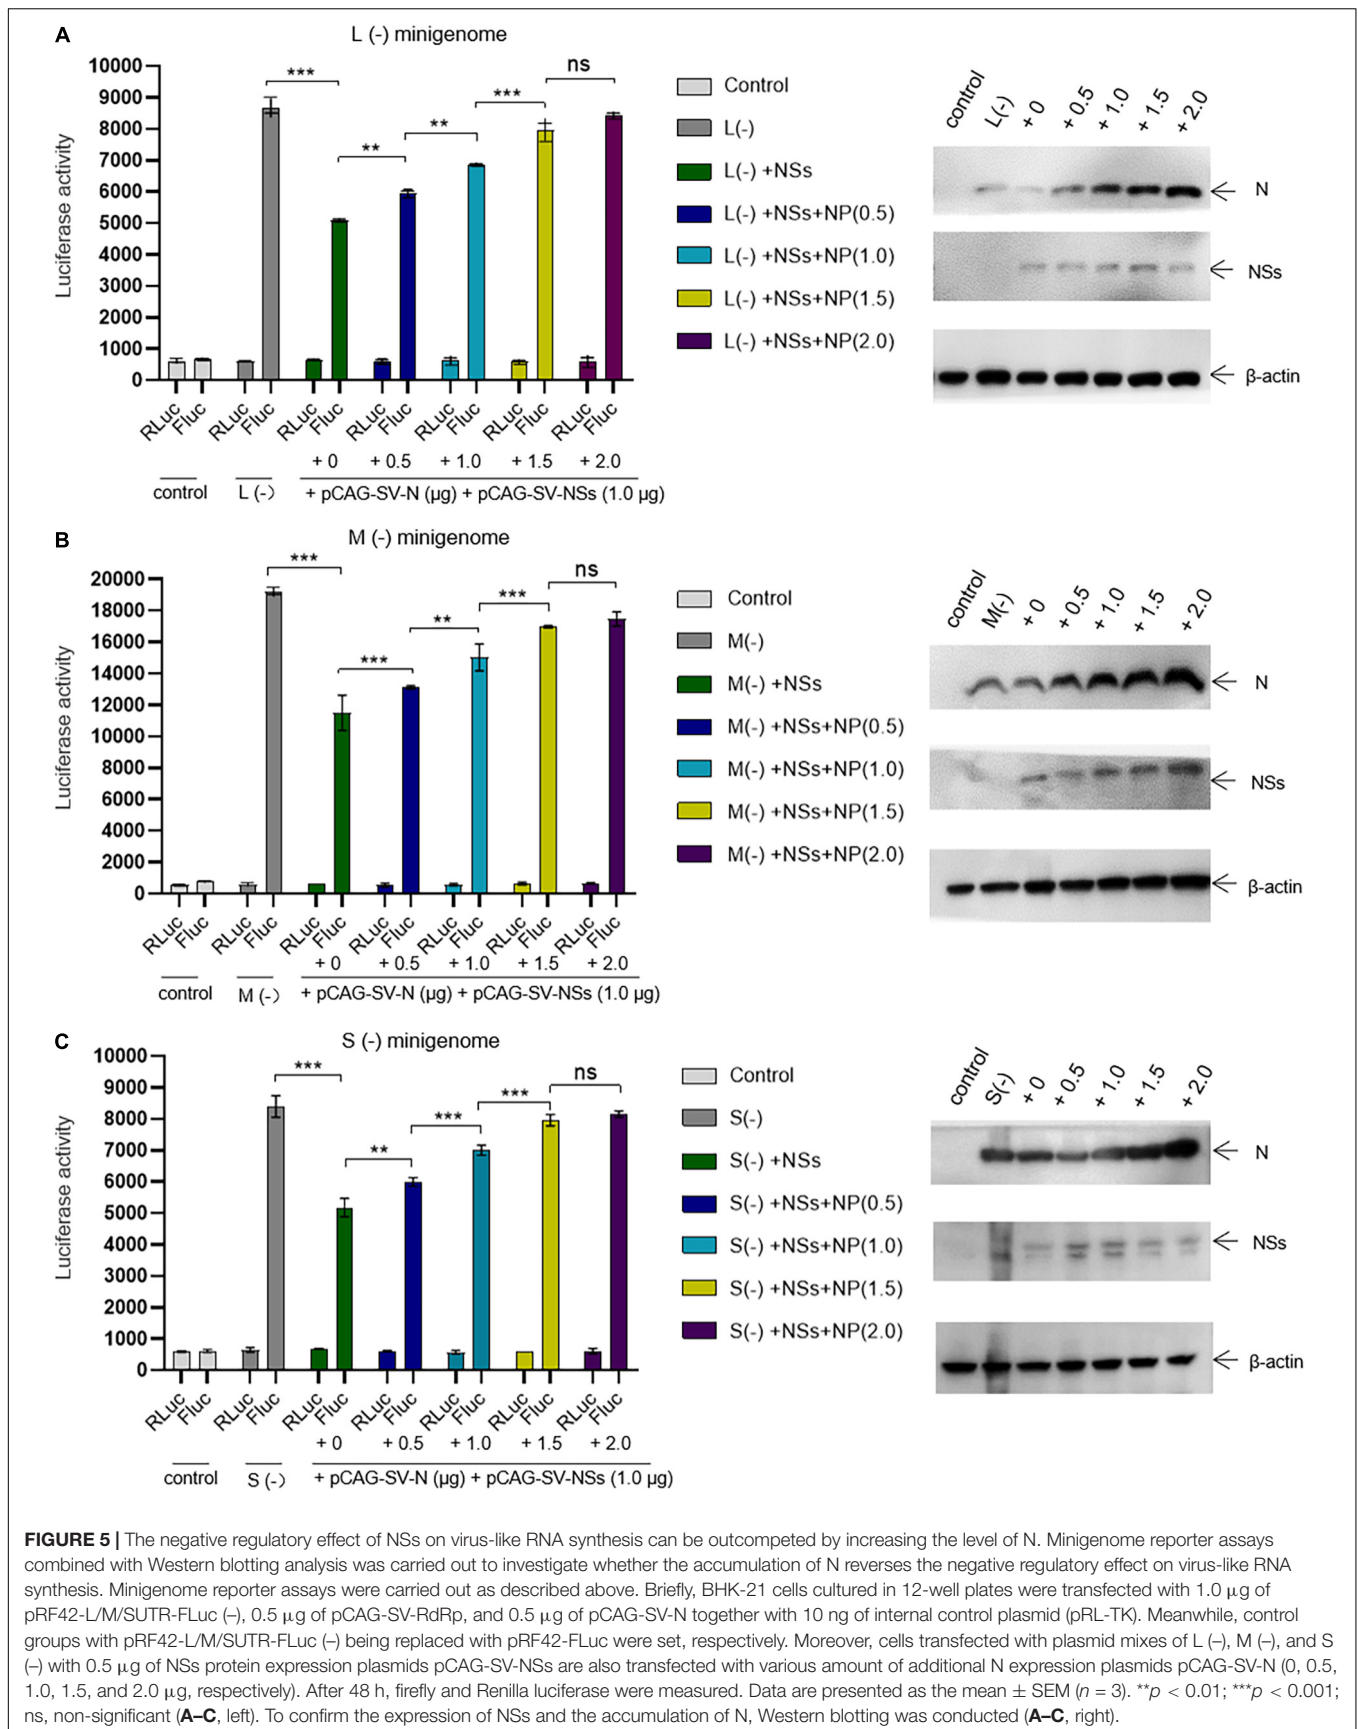 A
L (-) minigenome
Luciferase activity
10000
9000
8000
7000
6000
5000
4000
3000
2000
1000
0
***
**
**
***
ns
RLuc
Fluc
RLuc
Fluc
RLuc
Fluc
RLuc
Fluc
RLuc
Fluc
RLuc
Fluc
RLuc
Fluc
+ 0
+ 0.5
+ 1.0
+ 1.5
+ 2.0
control
L (-)
+ pCAG-SV-N (µg) + pCAG-SV-NSs (1.0 µg)
Control
L(-)
L(-) +NSs
L(-) +NSs+NP(0.5)
L(-) +NSs+NP(1.0)
L(-) +NSs+NP(1.5)
L(-) +NSs+NP(2.0)
control
L(-)
+ 0
+ 0.5
+ 1.0
+ 1.5
+ 2.0
N
NSs
β-actin
B
M (-) minigenome
Luciferase activity
20000
18000
16000
14000
12000
10000
8000
6000
4000
2000
0
***
***
**
***
ns
RLuc
Fluc
RLuc
Fluc
RLuc
Fluc
RLuc
Fluc
RLuc
Fluc
RLuc
Fluc
RLuc
Fluc
+ 0
+ 0.5
+ 1.0
+ 1.5
+ 2.0
control
M (-)
+ pCAG-SV-N (µg) + pCAG-SV-NSs (1.0 µg)
Control
M(-)
M(-) +NSs
M(-) +NSs+NP(0.5)
M(-) +NSs+NP(1.0)
M(-) +NSs+NP(1.5)
M(-) +NSs+NP(2.0)
control
M(-)
+ 0
+ 0.5
+ 1.0
+ 1.5
+ 2.0
N
NSs
β-actin
C
S (-) minigenome
Luciferase activity
10000
9000
8000
7000
6000
5000
4000
3000
2000
1000
0
***
**
***
***
ns
RLuc
Fluc
RLuc
Fluc
RLuc
Fluc
RLuc
Fluc
RLuc
Fluc
RLuc
Fluc
RLuc
Fluc
+ 0
+ 0.5
+ 1.0
+ 1.5
+ 2.0
control
S (-)
+ pCAG-SV-N (µg) + pCAG-SV-NSs (1.0 µg)
Control
S(-)
S(-) +NSs
S(-) +NSs+NP(0.5)
S(-) +NSs+NP(1.0)
S(-) +NSs+NP(1.5)
S(-) +NSs+NP(2.0)
control
S(-)
+ 0
+ 0.5
+ 1.0
+ 1.5
+ 2.0
N
NSs
β-actin
FIGURE 5 | The negative regulatory effect of NSs on virus-like RNA synthesis can be outcompeted by increasing the level of N. Minigenome reporter assays
combined with Western blotting analysis was carried out to investigate whether the accumulation of N reverses the negative regulatory effect on virus-like RNA
synthesis. Minigenome reporter assays were carried out as described above. Briefly, BHK-21 cells cultured in 12-well plates were transfected with 1.0 µg of
pRF42-L/M/SUTR-FLuc (–), 0.5 µg of pCAG-SV-RdRp, and 0.5 µg of pCAG-SV-N together with 10 ng of internal control plasmid (pRL-TK). Meanwhile, control
groups with pRF42-L/M/SUTR-FLuc (–) being replaced with pRF42-FLuc were set, respectively. Moreover, cells transfected with plasmid mixes of L (–), M (–), and S
(–) with 0.5 µg of NSs protein expression plasmids pCAG-SV-NSs are also transfected with various amount of additional N expression plasmids pCAG-SV-N (0, 0.5,
1.0, 1.5, and 2.0 µg, respectively). After 48 h, firefly and Renilla luciferase were measured. Data are presented as the mean ± SEM (n = 3). **p < 0.01; ***p < 0.001;
ns, non-significant (A–C, left). To confirm the expression of NSs and the accumulation of N, Western blotting was conducted (A–C, right).